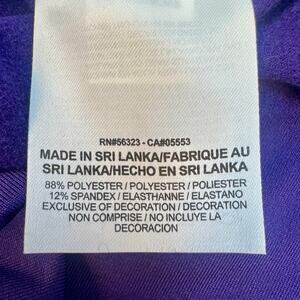 RN#56323 - CA#05553
MADE IN SRI LANKA/FABRIQUE AU
SRI LANKA/HECHO EN SRI LANKA
88% POLYESTER / POLYESTER / POLIESTER
12% SPANDEX / ELASTHANNE / ELASTANO
EXCLUSIVE OF DECORATION / DECORATION
NON COMPRISE / NO INCLUYE LA
DECORACION